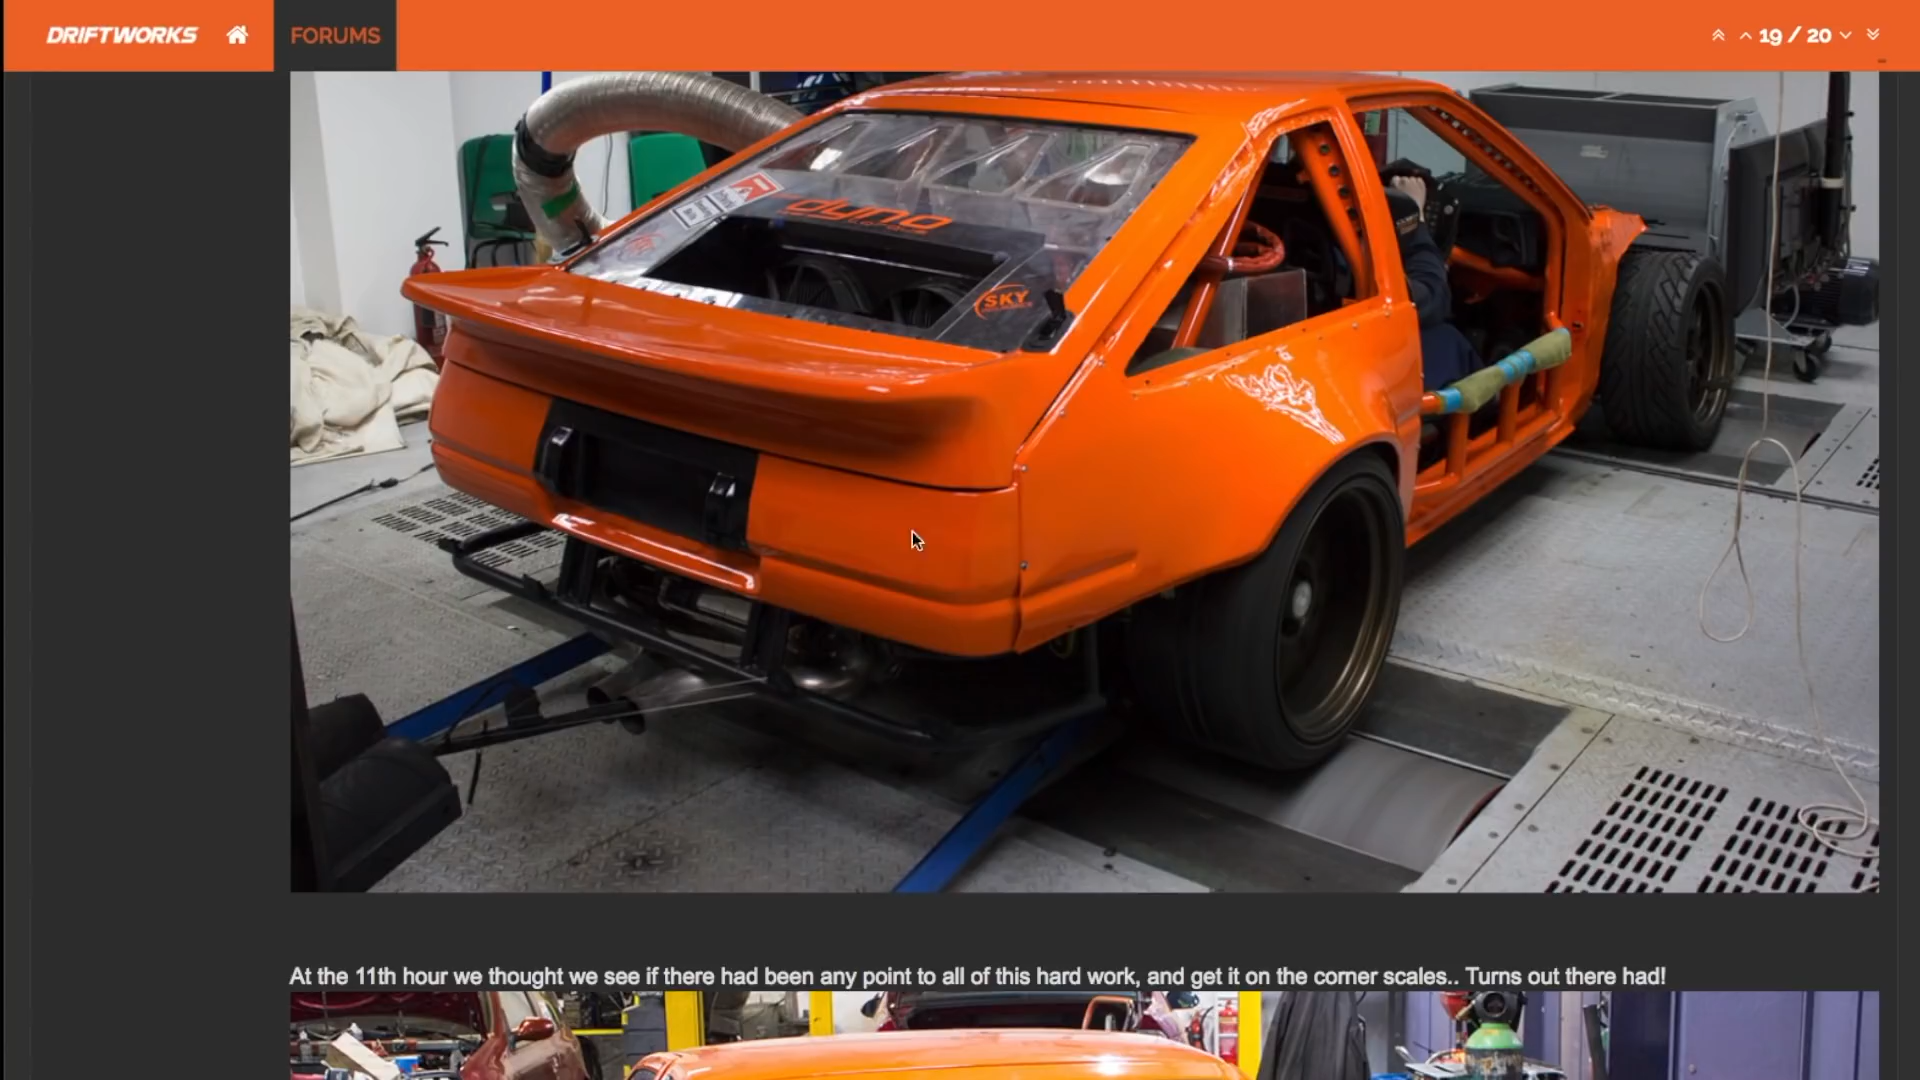 DRIFTWORKS
FORUMS
19 / 20
dyno
SKY
At the 11th hour we thought we see if there had been any point to all of this hard work, and get it on the corner scales.. Turns out there had!